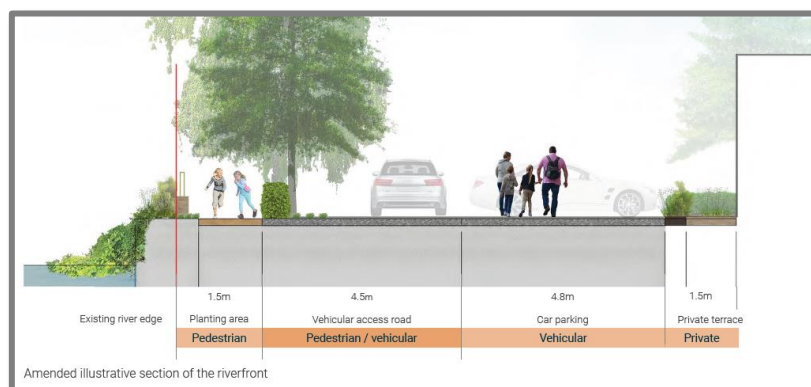 1.5m 4.5m 4.8m 1.5m
Existing river edge Planting area Vehicular access road Car parking Private terrace
Pedestrian Pedestrian / vehicular Vehicular Private
Amended illustrative section of the riverfront